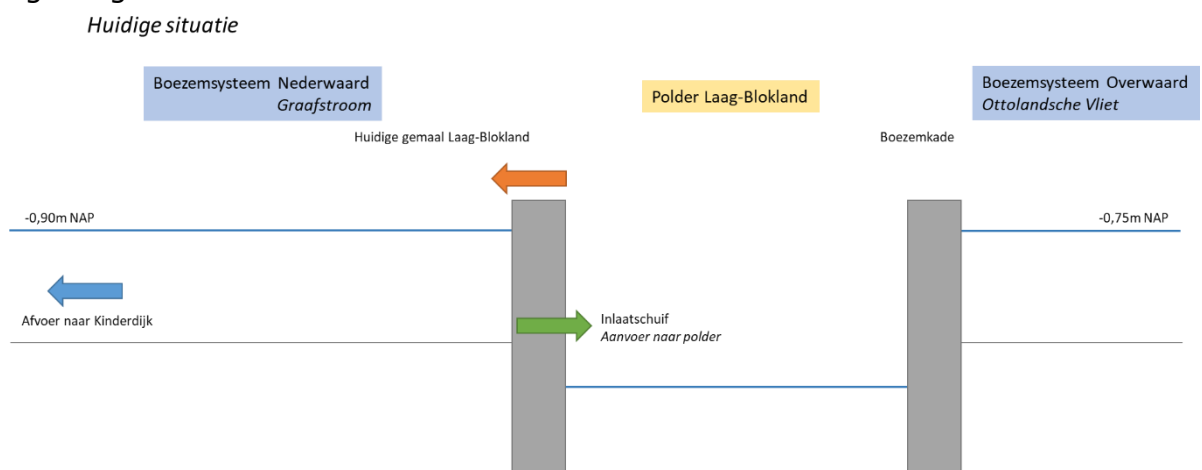 Huidige situatie
Boezemsysteem Nederwaard
Graafstroom
Polder Laag-Blokland
Boezemsysteem Overwaard
Ottolandsche Vliet
Huidige gemaal Laag-Blokland
Boezemkade
-0,90m NAP
-0,75m NAP
Afvoer naar Kinderdijk
Inlaatschuif
Aanvoer naar polder